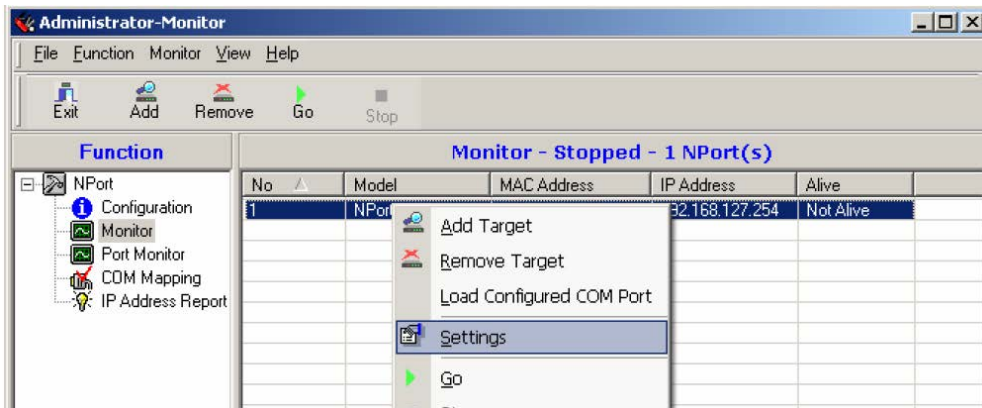 Administrator-Monitor
File Function Monitor View Help
Exit Add Remove Go Stop
Function
Monitor - Stopped - 1 NPort(s)
NPort
Configuration
Monitor
Port Monitor
COM Mapping
IP Address Report
No Model MAC Address IP Address Alive
1 Not Alive
Add Target
Remove Target
Load Configured COM Port
Settings
Go